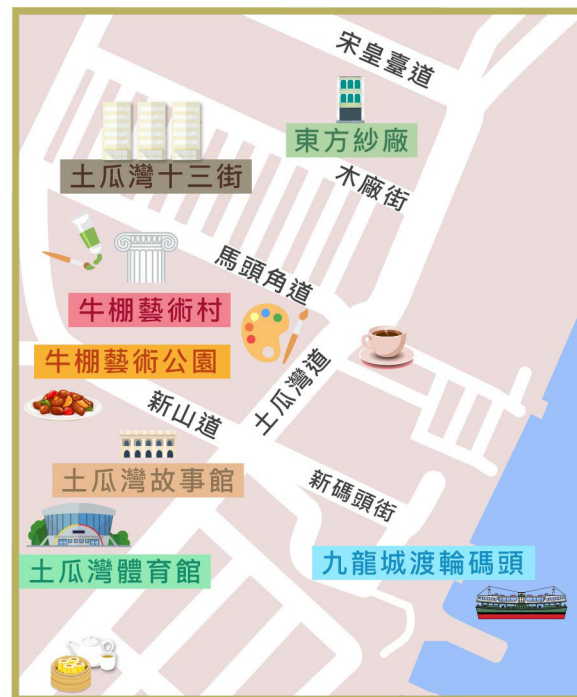 宋皇臺道
東方紗廠
土瓜灣十三街
木廠街
馬頭角道
牛棚藝術村
牛棚藝術公園
土瓜灣道
新山道
土瓜灣故事館
新碼頭街
九龍城渡輪碼頭
土瓜灣體育館